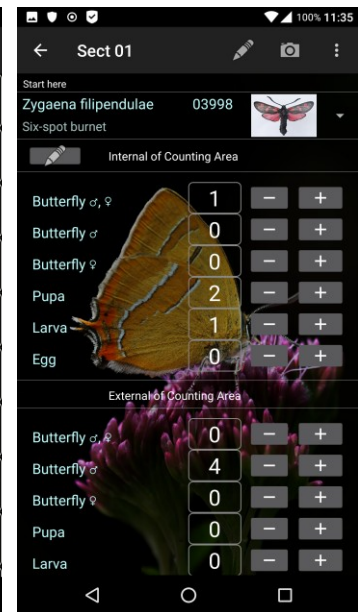 100% 11:35
Sect 01
Start here
Zygaena filipendulae 03998
Six-spot burnet
Internal of Counting Area
Butterfly ♂, ♀ 1 − +
Butterfly ♂ 0 − +
Butterfly ♀ 0 − +
Pupa 2 − +
Larva 1 − +
Egg 0 − +
External of Counting Area
Butterfly ♂, ♀ 0 − +
Butterfly ♂ 4 − +
Butterfly ♀ 0 − +
Pupa 0 − +
Larva 0 − +